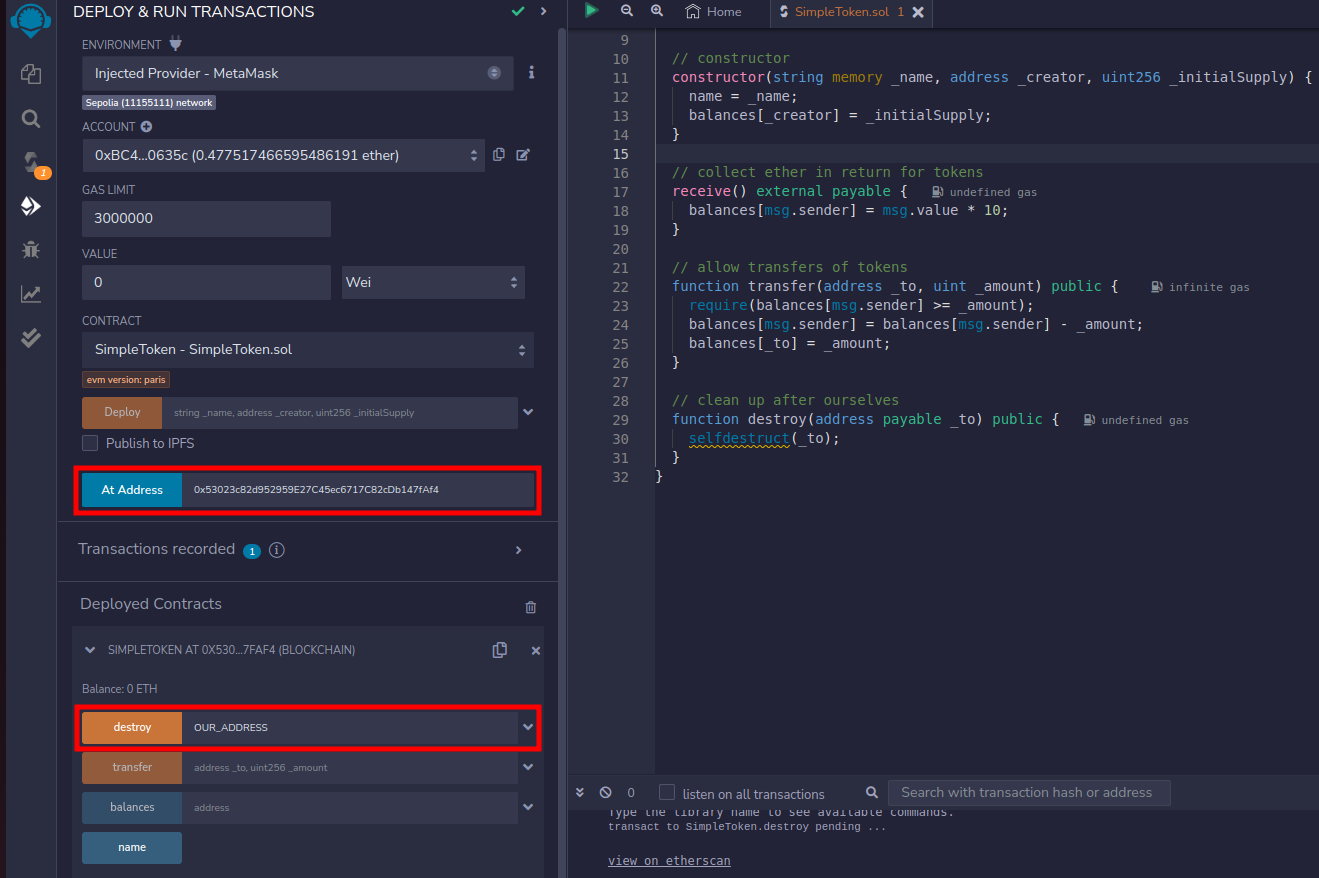 DEPLOY & RUN TRANSACTIONS
ENVIRONMENT
Injected Provider - MetaMask
Sepolia (11155111) network
ACCOUNT
0xBC4...0635c (0.477517466595486191 ether)
1
GAS LIMIT
3000000
VALUE
0
Wei
CONTRACT
SimpleToken - SimpleToken.sol
evm version: paris
Deploy
string _name, address _creator, uint256 _initialSupply
Publish to IPFS
At Address
0x53023c82d952959E27C45ec6717C82cDb147fAf4
Transactions recorded 1
Deployed Contracts
SIMPLETOKEN AT 0X530...7FAF4 (BLOCKCHAIN)
Balance: 0 ETH
destroy
OUR_ADDRESS
transfer
address _to, uint256 _amount
balances
address
name
Home
SimpleToken.sol 1
9
10 // constructor
11 constructor(string memory _name, address _creator, uint256 _initialSupply) {
12 name = _name;
13 balances[_creator] = _initialSupply;
14 }
15
16 // collect ether in return for tokens
17 receive() external payable { undefined gas
18 balances[msg.sender] = msg.value * 10;
19 }
20
21 // allow transfers of tokens
22 function transfer(address _to, uint _amount) public { infinite gas
23 require(balances[msg.sender] >= _amount);
24 balances[msg.sender] = balances[msg.sender] - _amount;
25 balances[_to] = _amount;
26 }
27
28 // clean up after ourselves
29 function destroy(address payable _to) public { undefined gas
30 selfdestruct(_to);
31 }
32 }
0
listen on all transactions
Search with transaction hash or address
Type the library name to see available commands.
transact to SimpleToken.destroy pending ...
view on etherscan